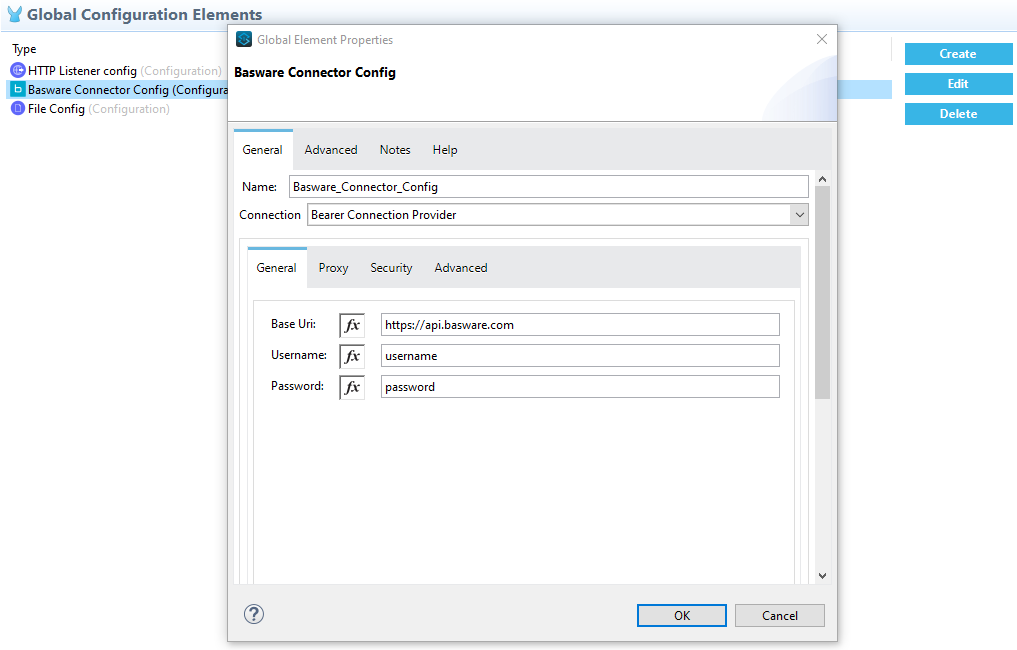 Global Configuration Elements
Type
HTTP Listener config (Configuration)
Basware Connector Config (Configura
File Config (Configuration)
Create
Edit
Delete
Global Element Properties
Basware Connector Config
General Advanced Notes Help
Name: Basware_Connector_Config
Connection Bearer Connection Provider
General Proxy Security Advanced
Base Uri: fx https://api.basware.com
Username: fx username
Password: fx password
?
OK Cancel